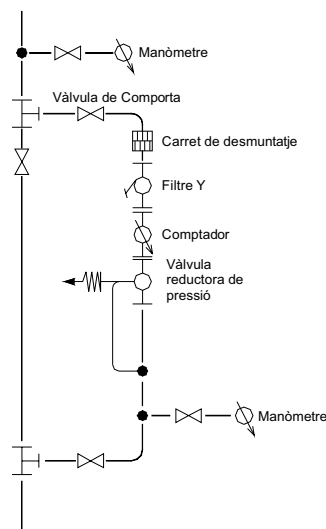 Manòmetre
Vàlvula de Comporta
Carret de desmuntatje
Filtre Y
Comptador
Vàlvula
reductora de
pressió
Manòmetre